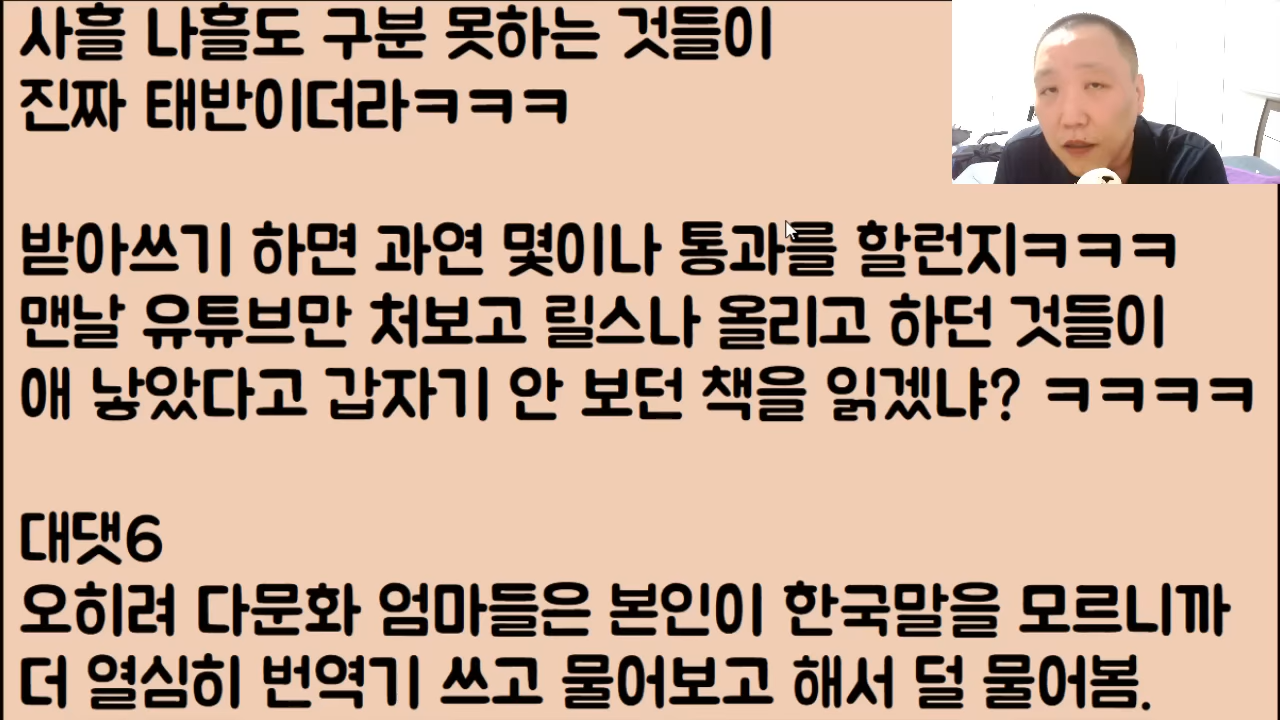 사흘 나흘도 구분 못하는 것들이
진짜 태반이더라ㅋㅋㅋ
받아쓰기 하면 과연 몇이나 통과를 할런지ㅋㅋㅋ
맨날 유튜브만 처보고 릴스나 올리고 하던 것들이
애 낳았다고 갑자기 안 보던 책을 읽겠냐? ㅋㅋㅋㅋ
대댓6
오히려 다문화 엄마들은 본인이 한국말을 모르니까
더 열심히 번역기 쓰고 물어보고 해서 덜 물어봄.